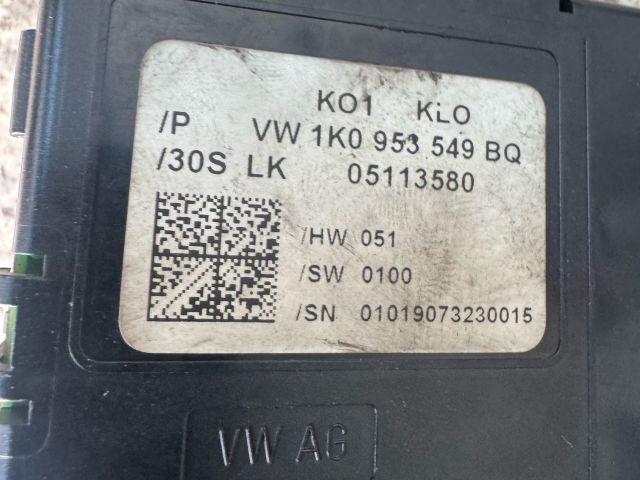 KO1 KLO
/P VW 1K0 953 549 BQ
/30S LK 05113580
/HW 051
/SW 0100
/SN 01019073230015
VW AG